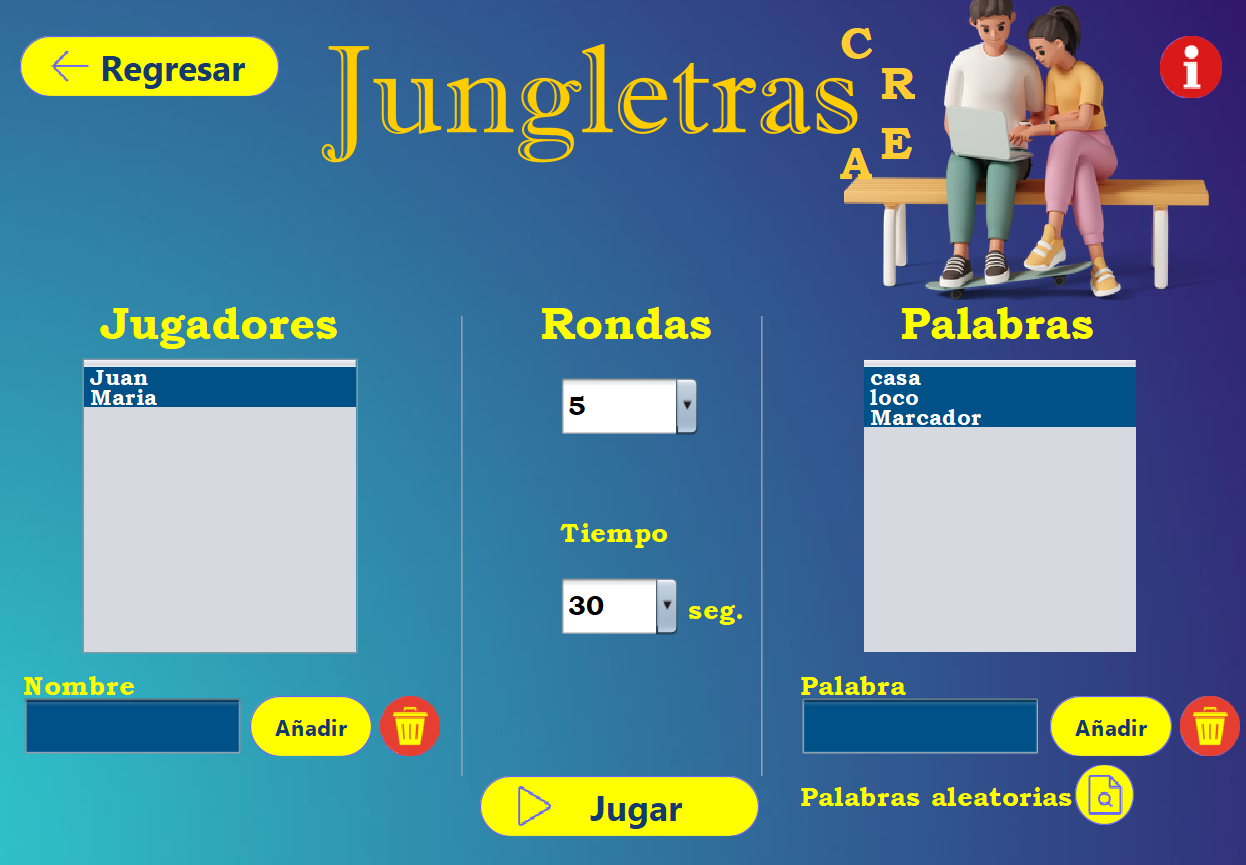 Regresar
Jungletras
C
R
E
A
i
Jugadores
Juan
Maria
Nombre
Añadir
Rondas
5
Tiempo
30 seg.
Jugar
Palabras
casa
loco
Marcador
Palabra
Añadir
Palabras aleatorias